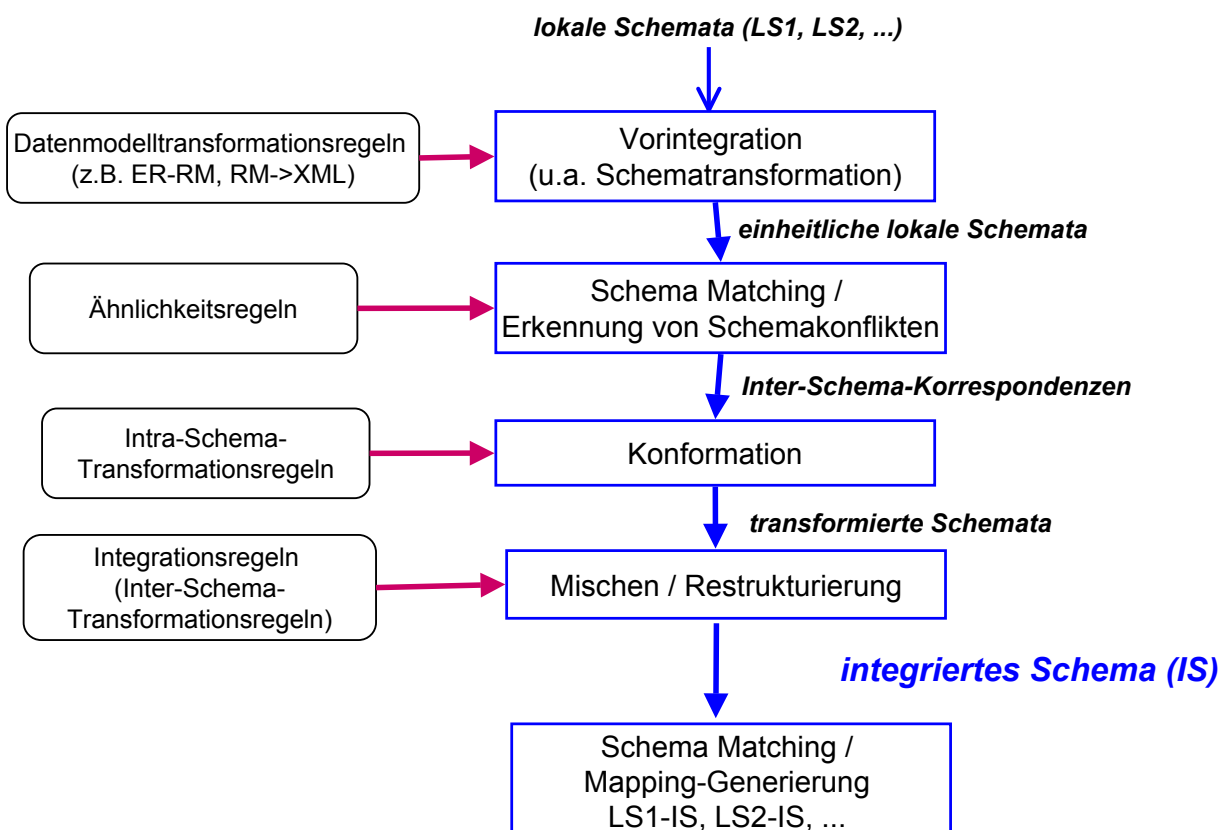 lokale Schemata (LS1, LS2, ...)
Datenmodelltransformationsregeln
(z.B. ER-RM, RM->XML)
Vorintegration
(u.a. Schematransformation)
einheitliche lokale Schemata
Ähnlichkeitsregeln
Schema Matching /
Erkennung von Schemakonflikten
Inter-Schema-Korrespondenzen
Intra-Schema-
Transformationsregeln
Konformation
transformierte Schemata
Integrationsregeln
(Inter-Schema-
Transformationsregeln)
Mischen / Restrukturierung
integriertes Schema (IS)
Schema Matching /
Mapping-Generierung
LS1-IS, LS2-IS, ...